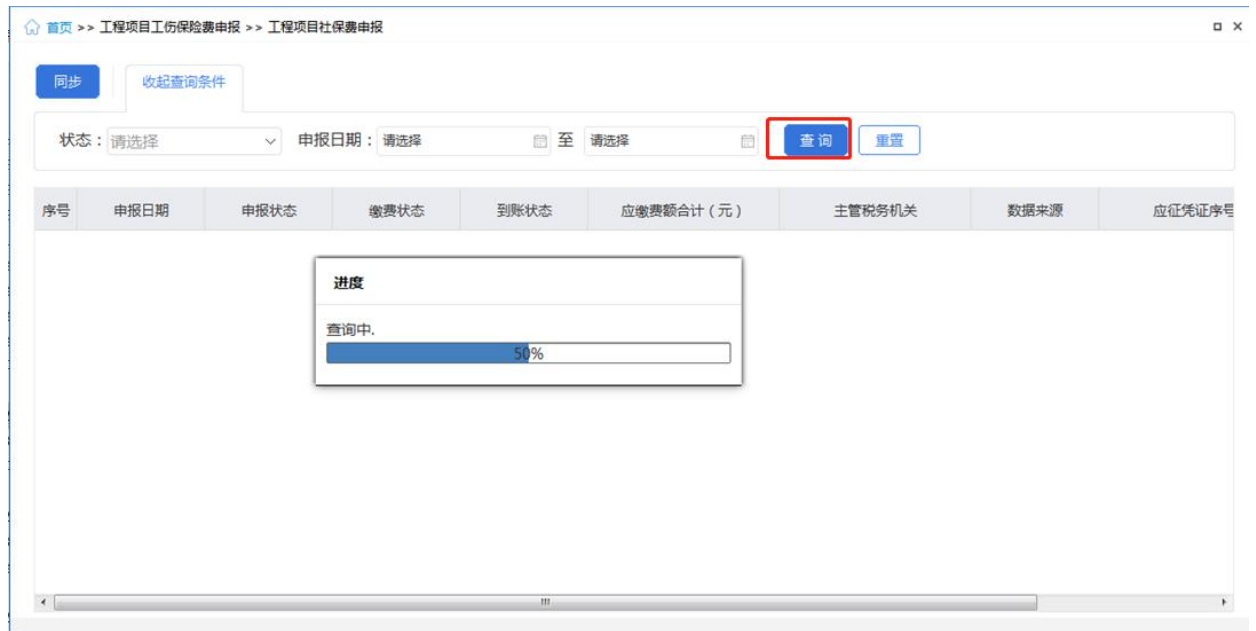 首页 >> 工程项目工伤保险费申报 >> 工程项目社保费申报
同步 收起查询条件
状态： 请选择 申报日期： 请选择 至 请选择 查 询 重置
序号 申报日期 申报状态 缴费状态 到账状态 应缴费额合计（元） 主管税务机关 数据来源 应征凭证序号
进度
查询中.
50%